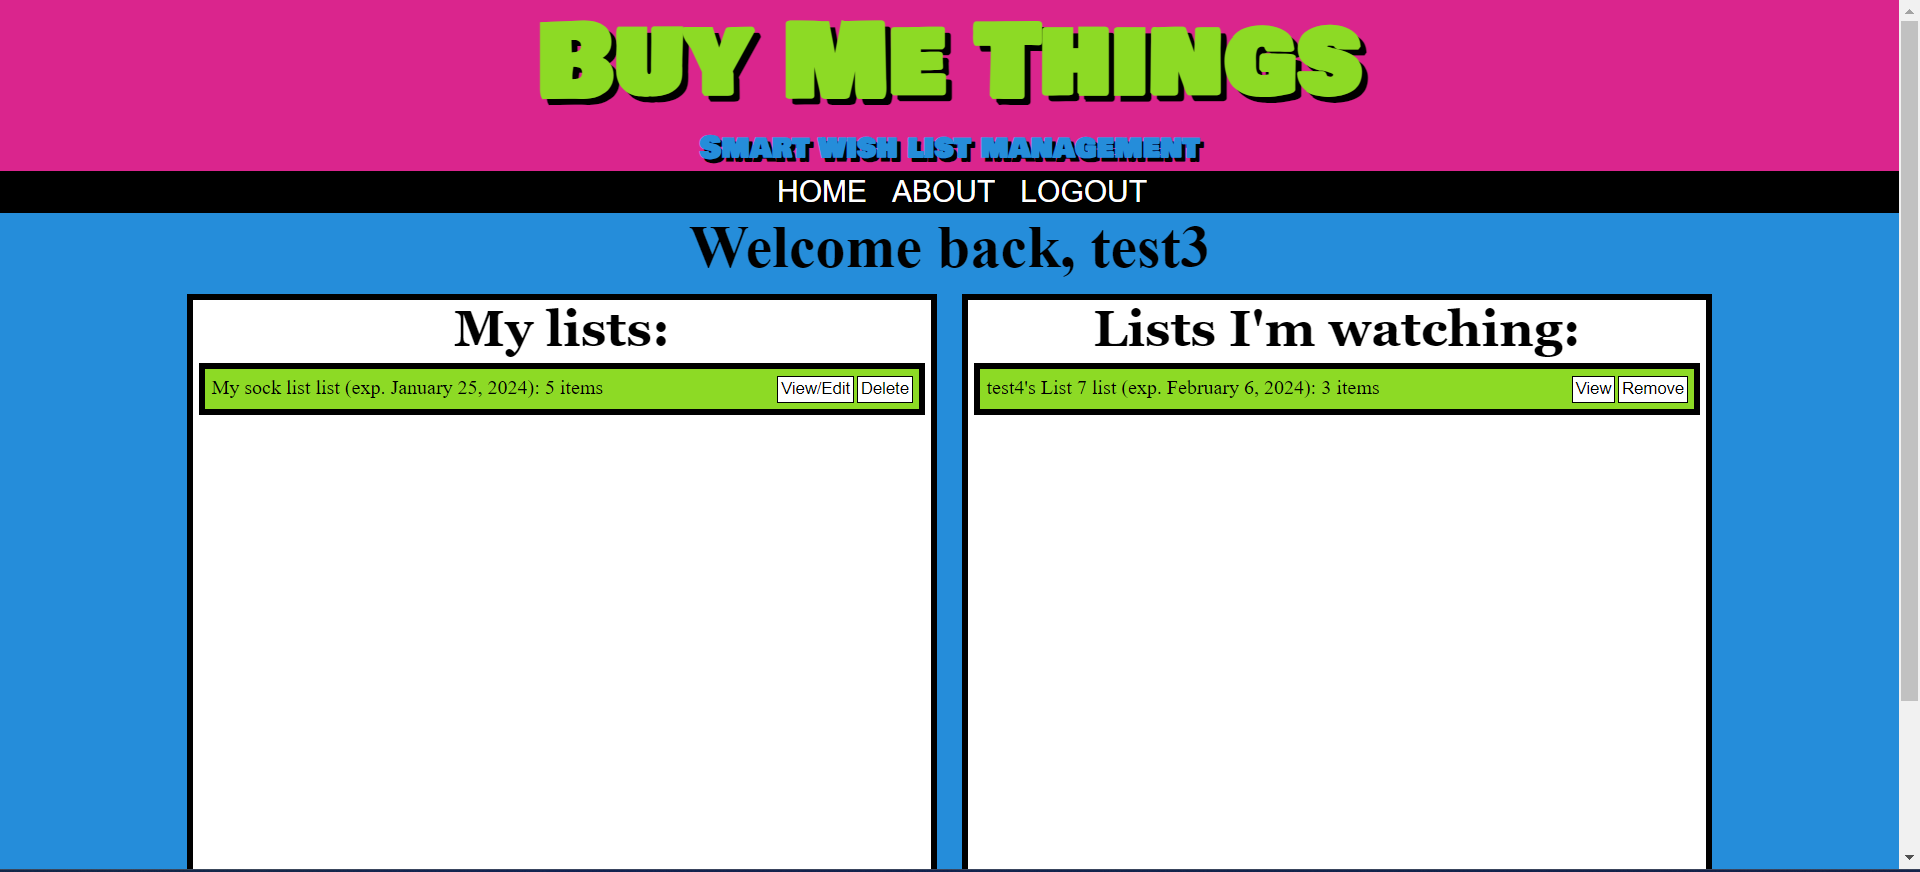 Buy Me Things
Smart wish list management
HOME ABOUT LOGOUT
Welcome back, test3
My lists:
My sock list list (exp. January 25, 2024): 5 items View/Edit Delete
Lists I'm watching:
test4's List 7 list (exp. February 6, 2024): 3 items View Remove